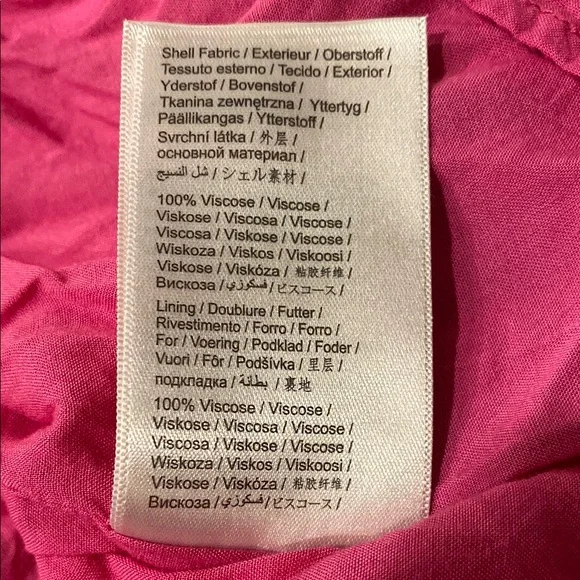 Shell Fabric / Exterieur / Oberstoff /
Tessuto esterno / Tecido / Exterior /
Yderstof / Bovenstof /
Tkanina zewnętrzna / Yttertyg /
Päällikangas / Ytterstoff /
Svrchní látka / 外层 /
основной материал /
شل النسيج / シェル素材 /
100% Viscose / Viscose /
Viskose / Viscosa / Viscose /
Viscosa / Viskose / Viscose /
Wiskoza / Viskos / Viskoosi /
Viskose / Viskóza / 粘胶纤维 /
Вискоза / فسكوزي / ビスコース /
Lining / Doublure / Futter /
Rivestimento / Forro / Forro /
For / Voering / Podklad / Foder /
Vuori / Fôr / Podšívka / 里层 /
подкладка / بطانة / 裏地
100% Viscose / Viscose /
Viskose / Viscosa / Viscose /
Viscosa / Viskose / Viscose /
Wiskoza / Viskos / Viskoosi /
Viskose / Viskóza / 粘胶纤维 /
Вискоза / فسكوزي / ビスコース /